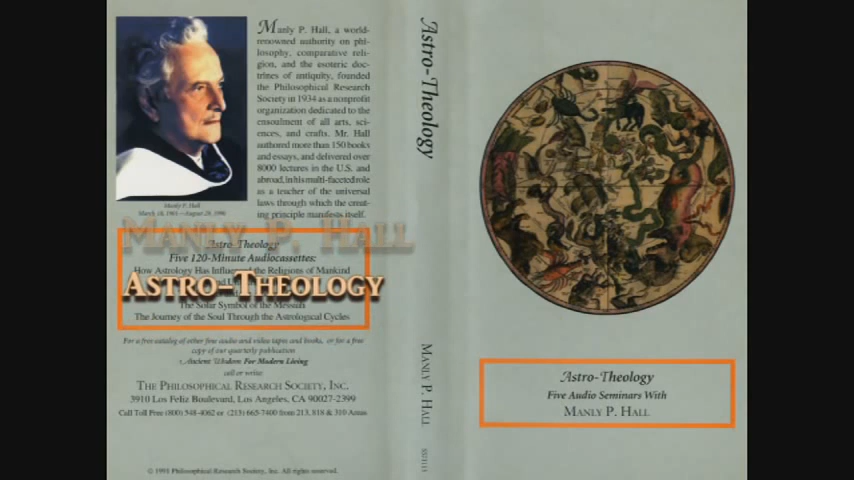 Manly P. Hall, a world-
renowned authority on phi-
losophy, comparative reli-
gion, and the esoteric doc-
trines of antiquity, founded
the Philosophical Research
Society in 1934 as a nonprofit
organization dedicated to the
ensoulment of all arts, sci-
ences, and crafts. Mr. Hall
authored more than 150 books
and essays, and delivered over
8000 lectures in the U.S. and
abroad, in his multi-faceted role
as a teacher of the universal
laws through which the creat-
ing principle manifests itself.
Manly P. Hall
March 18, 1901—August 29, 1990
MANLY P. HALL
Astro-Theology
Five 120-Minute Audiocassettes:
How Astrology Has Influenced the Religions of Mankind
ASTRO-THEOLOGY
The Solar Symbol of the Messiah
The Journey of the Soul Through the Astrological Cycles
For a free catalog of other fine audio and video tapes and books, or for a free
copy of our quarterly publication
Ancient Wisdom For Modern Living
call or write
THE PHILOSOPHICAL RESEARCH SOCIETY, INC.
3910 Los Feliz Boulevard, Los Angeles, CA 90027-2399
Call Toll Free (800) 548-4062 or (213) 665-7400 from 213, 818 & 310 Areas
© 1991 Philosophical Research Society, Inc. All rights reserved.
Astro-Theology
MANLY P. HALL
Astro-Theology
Five Audio Seminars With
MANLY P. HALL